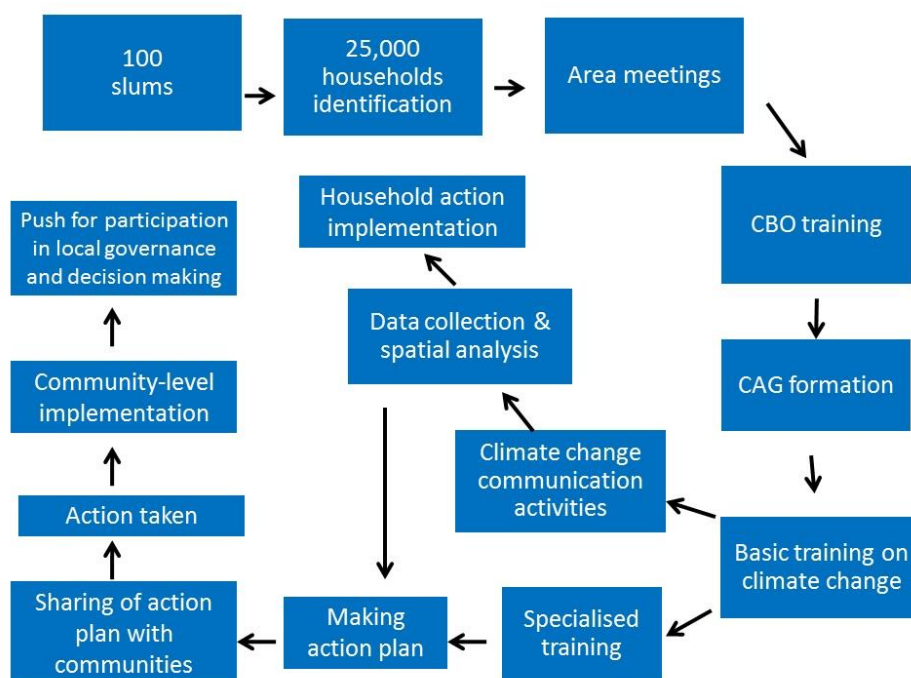 100
slums
25,000
households
identification
Area meetings
CBO training
CAG formation
Basic training on
climate change
Climate change
communication
activities
Data collection &
spatial analysis
Household action
implementation
Specialised
training
Making
action plan
Sharing of action
plan with
communities
Action taken
Community-level
implementation
Push for participation
in local governance
and decision making